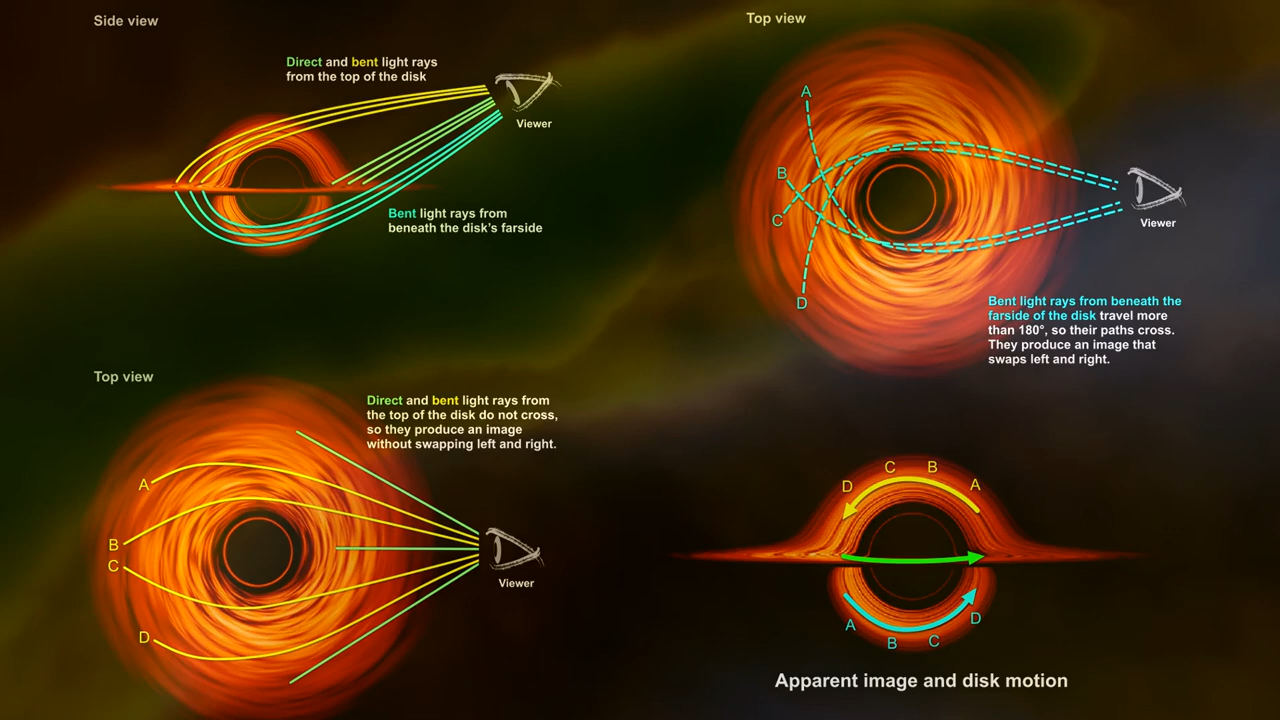 Side view
Direct and bent light rays
from the top of the disk
Viewer
Bent light rays from
beneath the disk's farside
Top view
A
B
C
D
Viewer
Bent light rays from beneath the
farside of the disk travel more
than 180°, so their paths cross.
They produce an image that
swaps left and right.
Top view
Direct and bent light rays from
the top of the disk do not cross,
so they produce an image
without swapping left and right.
A
B
C
D
Viewer
D C B A
A B C D
Apparent image and disk motion